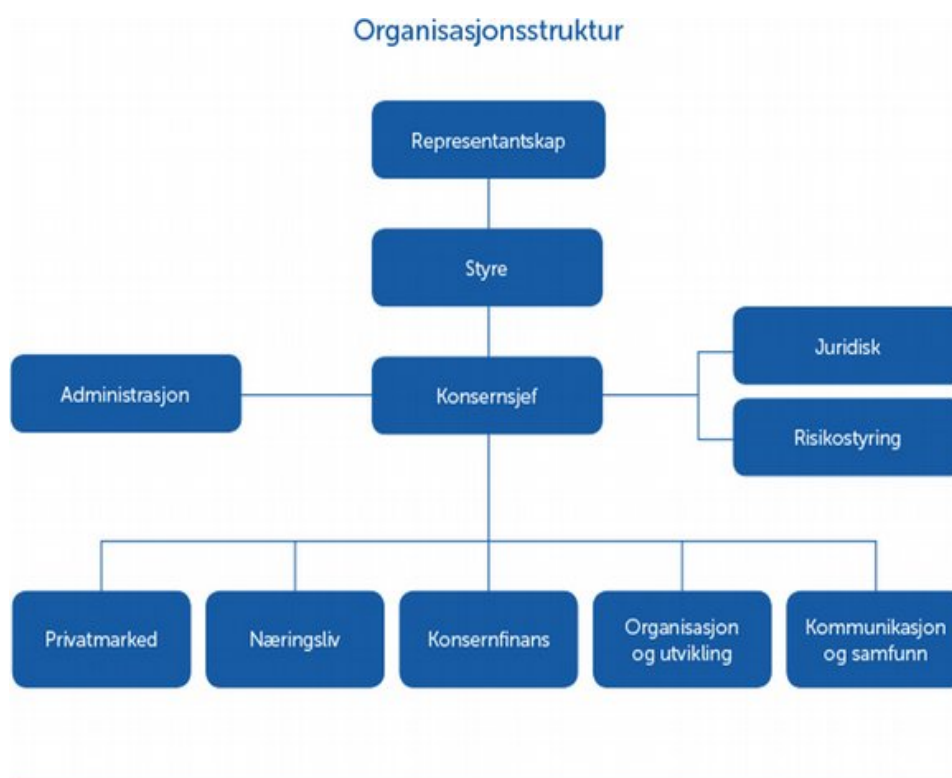 Organisasjonsstruktur
Representantskap
Styre
Juridisk
Administrasjon
Konsernsjef
Risikostyring
Privatmarked
Næringsliv
Konsernfinans
Organisasjon
og utvikling
Kommunikasjon
og samfunn